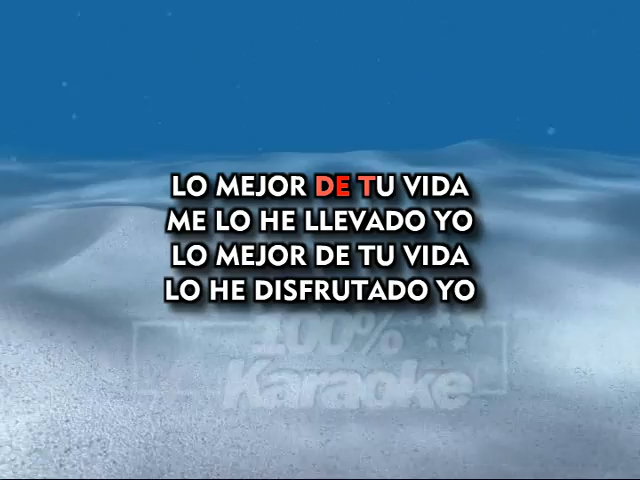 LO MEJOR DE TU VIDA
ME LO HE LLEVADO YO
LO MEJOR DE TU VIDA
LO HE DISFRUTADO YO
100%
Karaoke